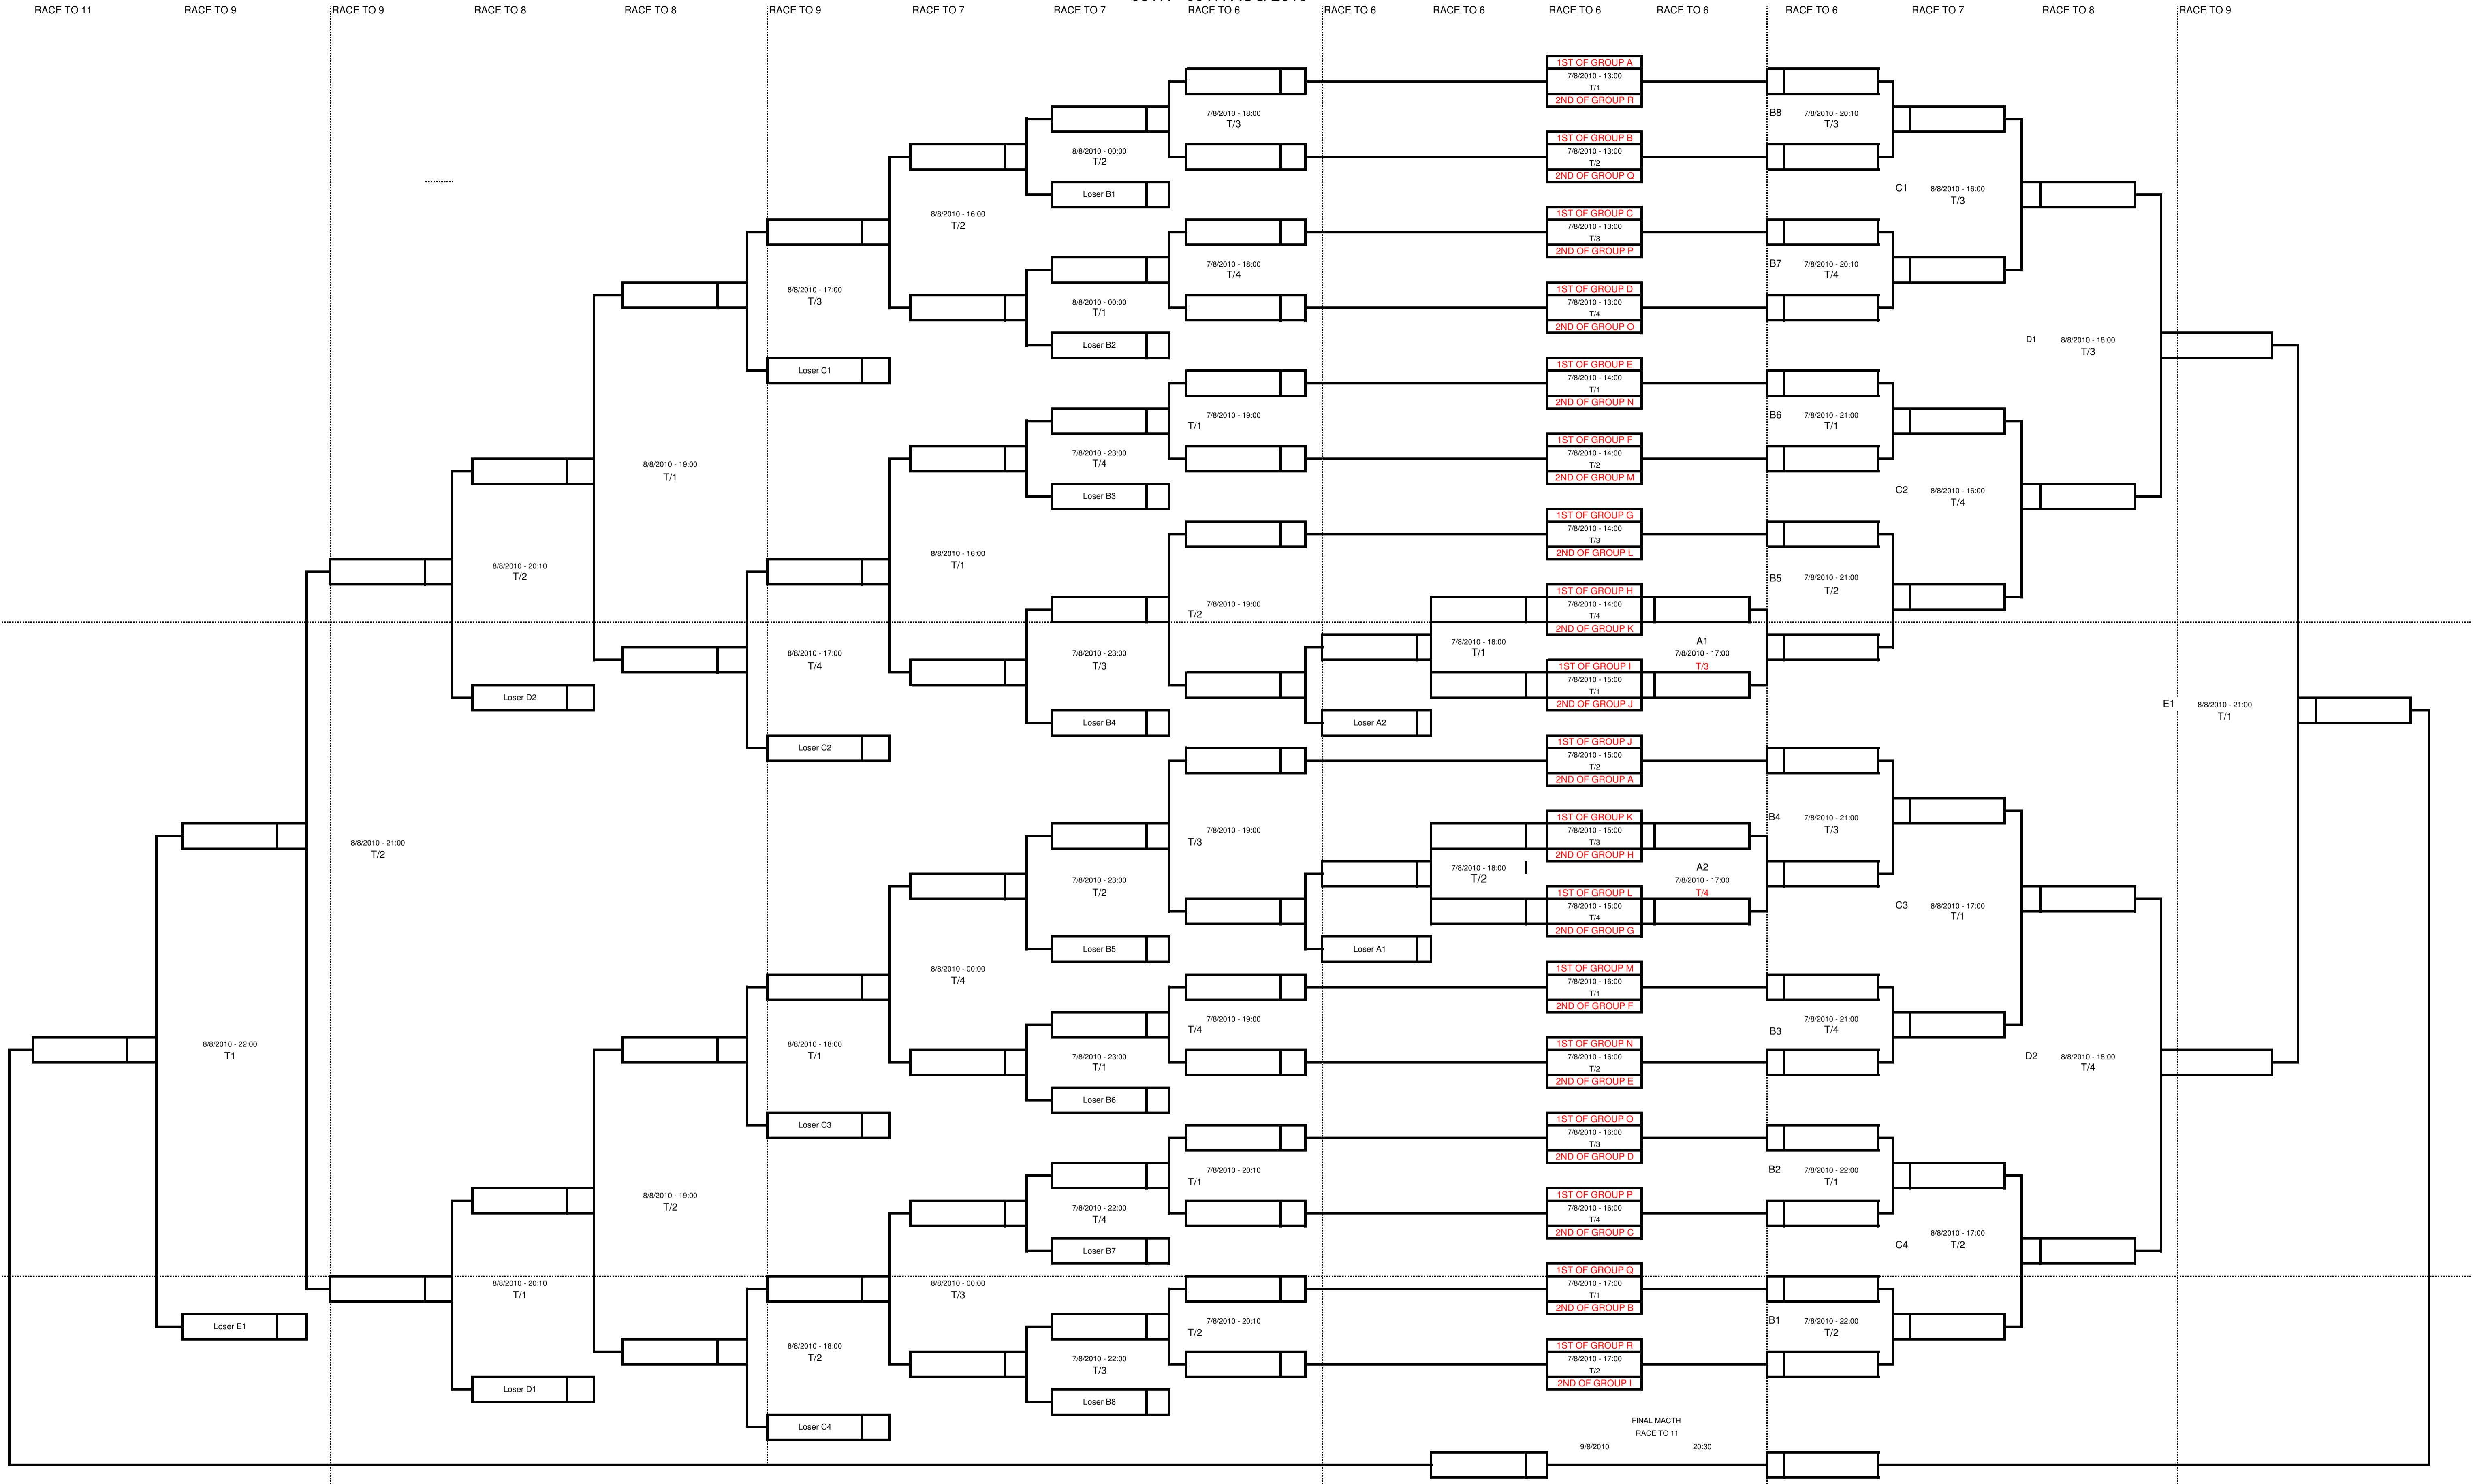 RACE TO 11
RACE TO 9
RACE TO 9
RACE TO 8
RACE TO 8
RACE TO 9
RACE TO 7
RACE TO 7
RACE TO 6
RACE TO 6
RACE TO 6
RACE TO 6
RACE TO 6
RACE TO 6
RACE TO 7
RACE TO 8
RACE TO 9
8/8/2010 - 22:00
T1
Loser E1
8/8/2010 - 21:00
T/2
8/8/2010 - 20:10
T/2
Loser D2
8/8/2010 - 20:10
T/1
Loser D1
8/8/2010 - 19:00
T/1
8/8/2010 - 19:00
T/2
8/8/2010 - 17:00
T/3
Loser C1
8/8/2010 - 17:00
T/4
Loser C2
8/8/2010 - 18:00
T/1
Loser C3
8/8/2010 - 18:00
T/2
Loser C4
8/8/2010 - 16:00
T/2
8/8/2010 - 16:00
T/1
8/8/2010 - 00:00
T/4
8/8/2010 - 00:00
T/3
8/8/2010 - 00:00
T/2
Loser B1
8/8/2010 - 00:00
T/1
Loser B2
7/8/2010 - 23:00
T/4
Loser B3
7/8/2010 - 23:00
T/3
Loser B4
7/8/2010 - 23:00
T/2
Loser B5
7/8/2010 - 23:00
T/1
Loser B6
7/8/2010 - 22:00
T/4
Loser B7
7/8/2010 - 22:00
T/3
Loser B8
7/8/2010 - 18:00
T/3
7/8/2010 - 18:00
T/4
7/8/2010 - 19:00
T/1
7/8/2010 - 19:00
T/2
7/8/2010 - 19:00
T/3
7/8/2010 - 19:00
T/4
7/8/2010 - 20:10
T/1
7/8/2010 - 20:10
T/2
Loser A2
Loser A1
7/8/2010 - 18:00
T/1
7/8/2010 - 18:00
T/2
1ST OF GROUP A
7/8/2010 - 13:00
T/1
2ND OF GROUP R
1ST OF GROUP B
7/8/2010 - 13:00
T/2
2ND OF GROUP Q
1ST OF GROUP C
7/8/2010 - 13:00
T/3
2ND OF GROUP P
1ST OF GROUP D
7/8/2010 - 13:00
T/4
2ND OF GROUP O
1ST OF GROUP E
7/8/2010 - 14:00
T/1
2ND OF GROUP N
1ST OF GROUP F
7/8/2010 - 14:00
T/2
2ND OF GROUP M
1ST OF GROUP G
7/8/2010 - 14:00
T/3
2ND OF GROUP L
1ST OF GROUP H
7/8/2010 - 14:00
T/4
2ND OF GROUP K
1ST OF GROUP I
7/8/2010 - 15:00
T/1
2ND OF GROUP J
1ST OF GROUP J
7/8/2010 - 15:00
T/2
2ND OF GROUP A
1ST OF GROUP K
7/8/2010 - 15:00
T/3
2ND OF GROUP H
1ST OF GROUP L
7/8/2010 - 15:00
T/4
2ND OF GROUP G
1ST OF GROUP M
7/8/2010 - 16:00
T/1
2ND OF GROUP F
1ST OF GROUP N
7/8/2010 - 16:00
T/2
2ND OF GROUP E
1ST OF GROUP O
7/8/2010 - 16:00
T/3
2ND OF GROUP D
1ST OF GROUP P
7/8/2010 - 16:00
T/4
2ND OF GROUP C
1ST OF GROUP Q
7/8/2010 - 17:00
T/1
2ND OF GROUP B
1ST OF GROUP R
7/8/2010 - 17:00
T/2
2ND OF GROUP I
A1
7/8/2010 - 17:00
T/3
A2
7/8/2010 - 17:00
T/4
B8
7/8/2010 - 20:10
T/3
B7
7/8/2010 - 20:10
T/4
B6
7/8/2010 - 21:00
T/1
B5
7/8/2010 - 21:00
T/2
B4
7/8/2010 - 21:00
T/3
B3
7/8/2010 - 21:00
T/4
B2
7/8/2010 - 22:00
T/1
B1
7/8/2010 - 22:00
T/2
C1
8/8/2010 - 16:00
T/3
C2
8/8/2010 - 16:00
T/4
C3
8/8/2010 - 17:00
T/1
C4
8/8/2010 - 17:00
T/2
D1
8/8/2010 - 18:00
T/3
D2
8/8/2010 - 18:00
T/4
E1
8/8/2010 - 21:00
T/1
FINAL MACTH
RACE TO 11
9/8/2010
20:30